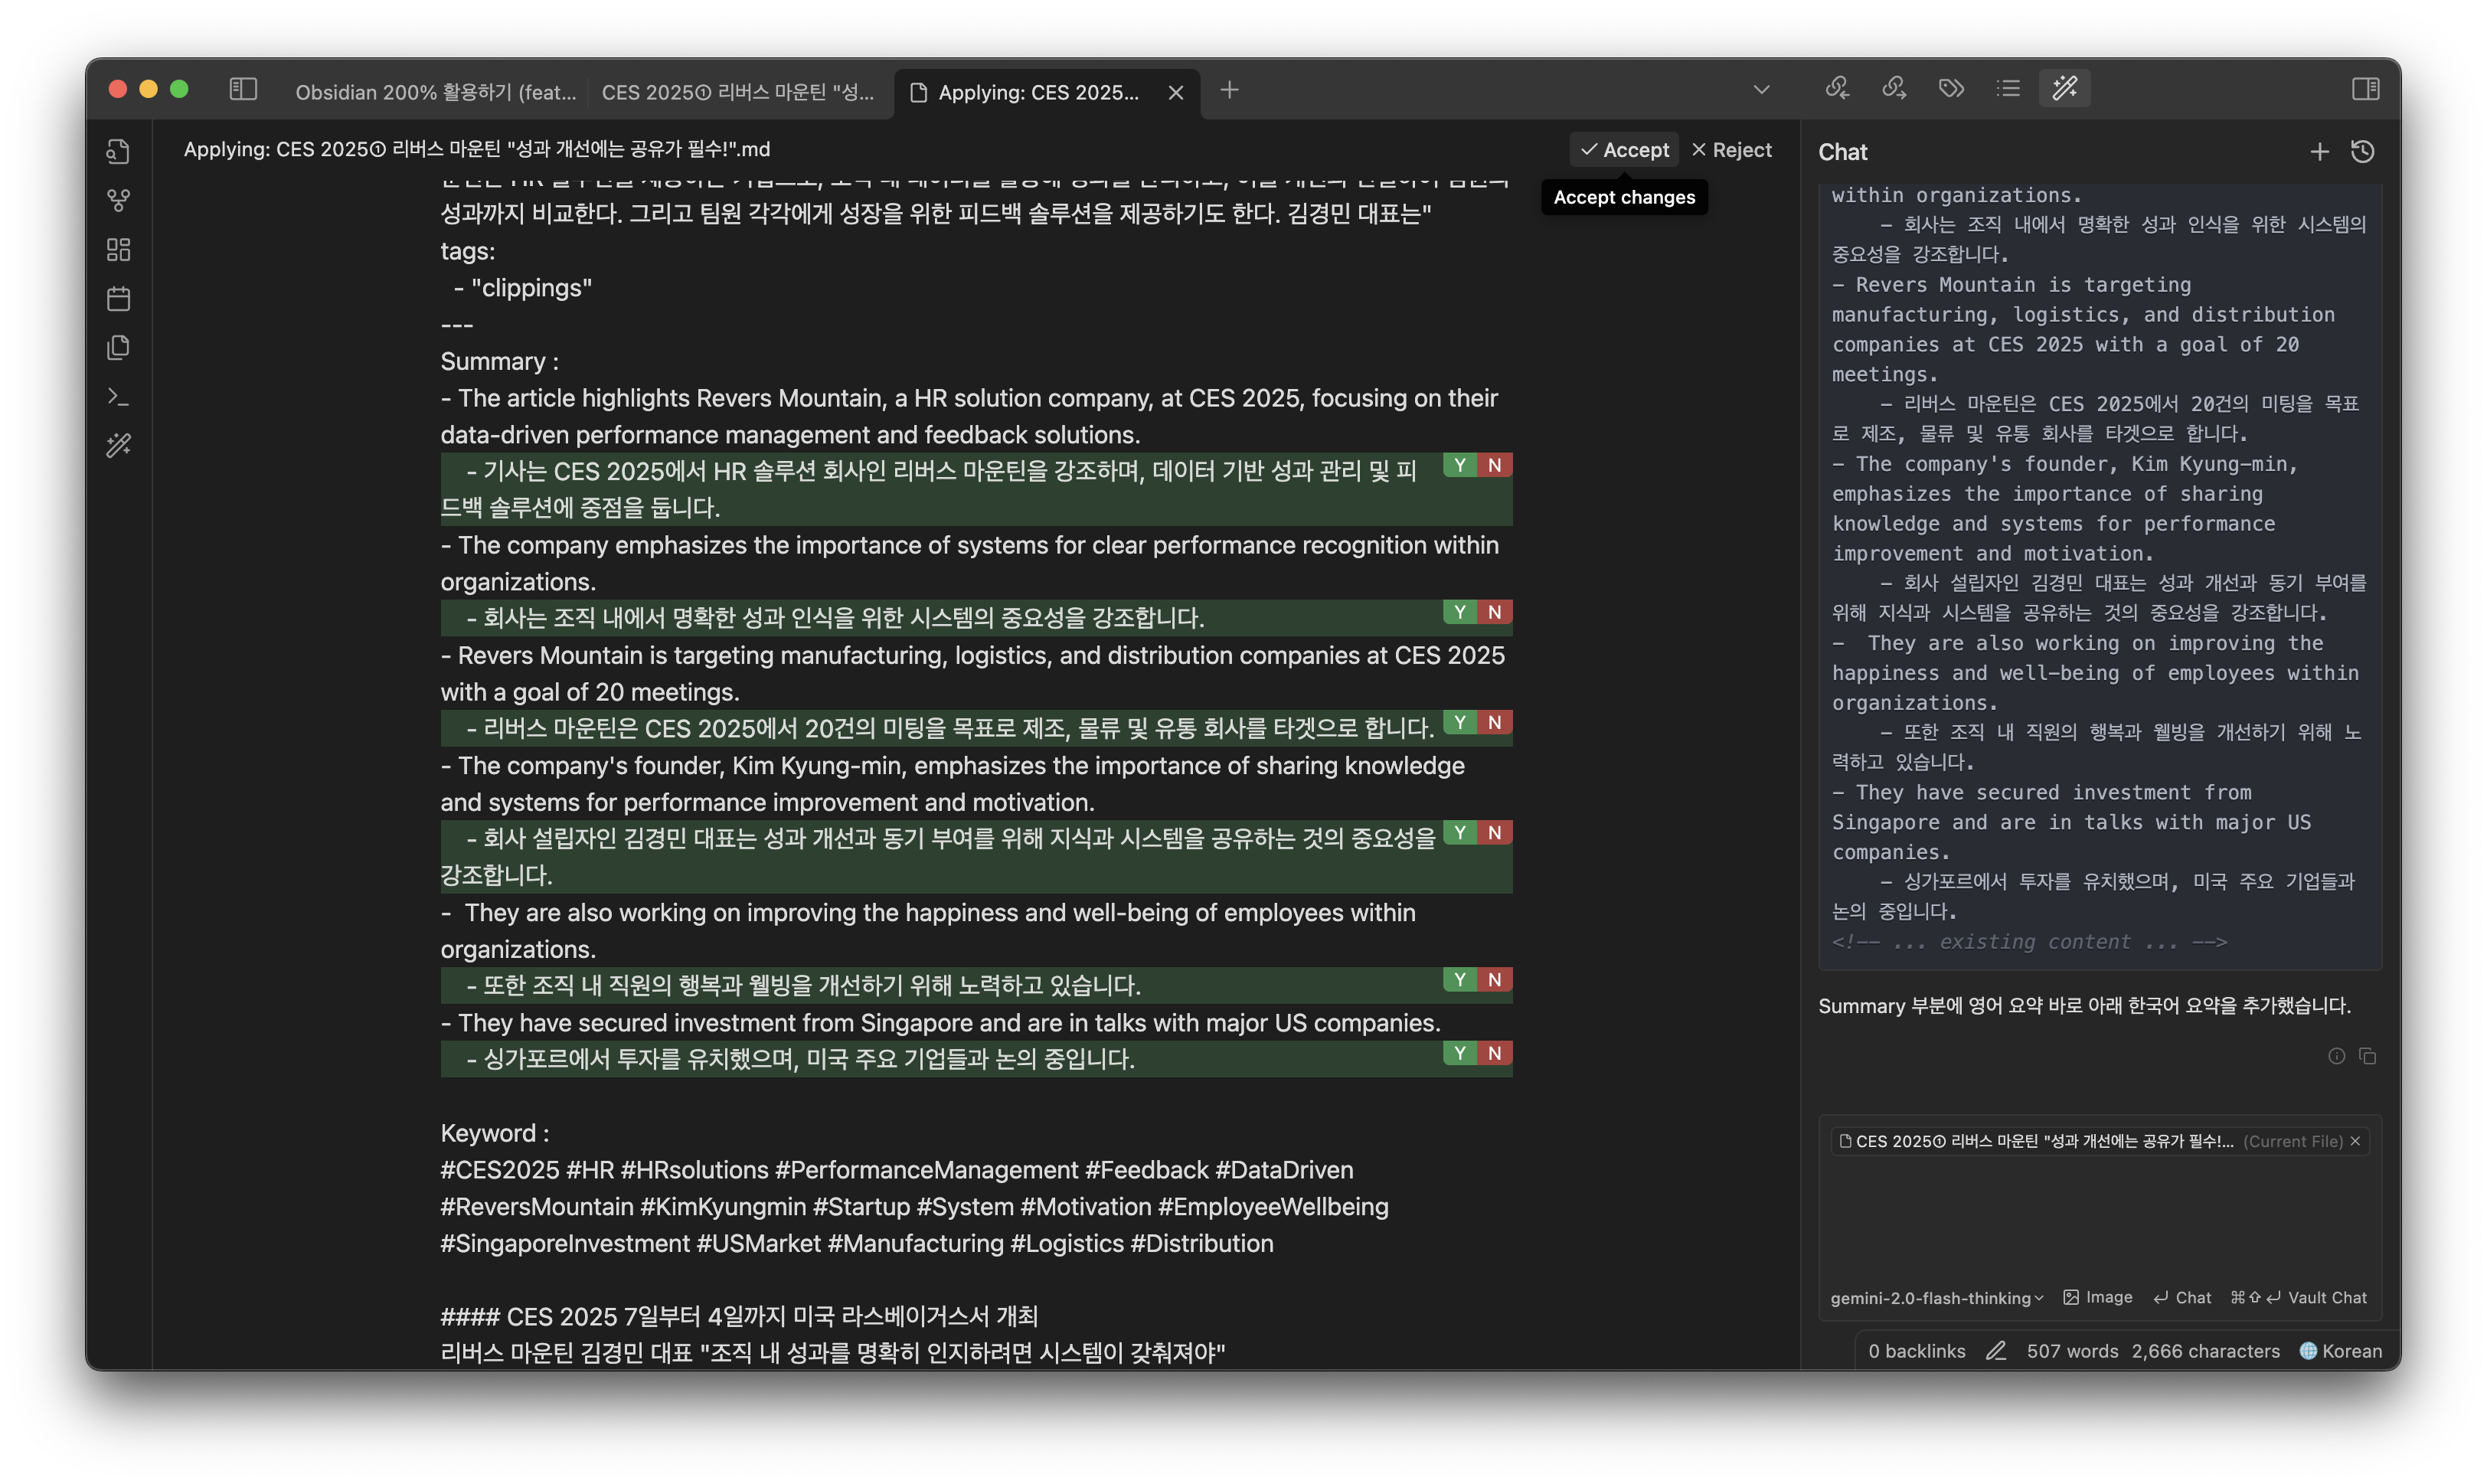 Obsidian 200% 활용하기 (feat...
CES 2025① 리버스 마운틴 "성...
Applying: CES 2025...
Applying: CES 2025① 리버스 마운틴 "성과 개선에는 공유가 필수!".md
Accept
Reject
Accept changes
성과까지 비교한다. 그리고 팀원 각각에게 성장을 위한 피드백 솔루션을 제공하기도 한다. 김경민 대표는"
tags:
- "clippings"
---
Summary :
- The article highlights Revers Mountain, a HR solution company, at CES 2025, focusing on their
data-driven performance management and feedback solutions.
- 기사는 CES 2025에서 HR 솔루션 회사인 리버스 마운틴을 강조하며, 데이터 기반 성과 관리 및 피
Y N
드백 솔루션에 중점을 둡니다.
- The company emphasizes the importance of systems for clear performance recognition within
organizations.
- 회사는 조직 내에서 명확한 성과 인식을 위한 시스템의 중요성을 강조합니다.
Y N
- Revers Mountain is targeting manufacturing, logistics, and distribution companies at CES 2025
with a goal of 20 meetings.
- 리버스 마운틴은 CES 2025에서 20건의 미팅을 목표로 제조, 물류 및 유통 회사를 타겟으로 합니다.
Y N
- The company's founder, Kim Kyung-min, emphasizes the importance of sharing knowledge
and systems for performance improvement and motivation.
- 회사 설립자인 김경민 대표는 성과 개선과 동기 부여를 위해 지식과 시스템을 공유하는 것의 중요성을
Y N
강조합니다.
- They are also working on improving the happiness and well-being of employees within
organizations.
- 또한 조직 내 직원의 행복과 웰빙을 개선하기 위해 노력하고 있습니다.
Y N
- They have secured investment from Singapore and are in talks with major US companies.
- 싱가포르에서 투자를 유치했으며, 미국 주요 기업들과 논의 중입니다.
Y N
Keyword :
#CES2025 #HR #HRsolutions #PerformanceManagement #Feedback #DataDriven
#ReversMountain #KimKyungmin #Startup #System #Motivation #EmployeeWellbeing
#SingaporeInvestment #USMarket #Manufacturing #Logistics #Distribution
#### CES 2025 7일부터 4일까지 미국 라스베이거스서 개최
리버스 마운틴 김경민 대표 "조직 내 성과를 명확히 인지하려면 시스템이 갖춰져야"
Chat
within organizations.
- 회사는 조직 내에서 명확한 성과 인식을 위한 시스템의
중요성을 강조합니다.
- Revers Mountain is targeting
manufacturing, logistics, and distribution
companies at CES 2025 with a goal of 20
meetings.
- 리버스 마운틴은 CES 2025에서 20건의 미팅을 목표
로 제조, 물류 및 유통 회사를 타겟으로 합니다.
- The company's founder, Kim Kyung-min,
emphasizes the importance of sharing
knowledge and systems for performance
improvement and motivation.
- 회사 설립자인 김경민 대표는 성과 개선과 동기 부여를
위해 지식과 시스템을 공유하는 것의 중요성을 강조합니다.
- They are also working on improving the
happiness and well-being of employees within
organizations.
- 또한 조직 내 직원의 행복과 웰빙을 개선하기 위해 노
력하고 있습니다.
- They have secured investment from
Singapore and are in talks with major US
companies.
- 싱가포르에서 투자를 유치했으며, 미국 주요 기업들과
논의 중입니다.
<!-- ... existing content ... -->
Summary 부분에 영어 요약 바로 아래 한국어 요약을 추가했습니다.
CES 2025① 리버스 마운틴 "성과 개선에는 공유가 필수!... (Current File)
gemini-2.0-flash-thinking Image Chat ⌘⇧ Vault Chat
0 backlinks 507 words 2,666 characters Korean